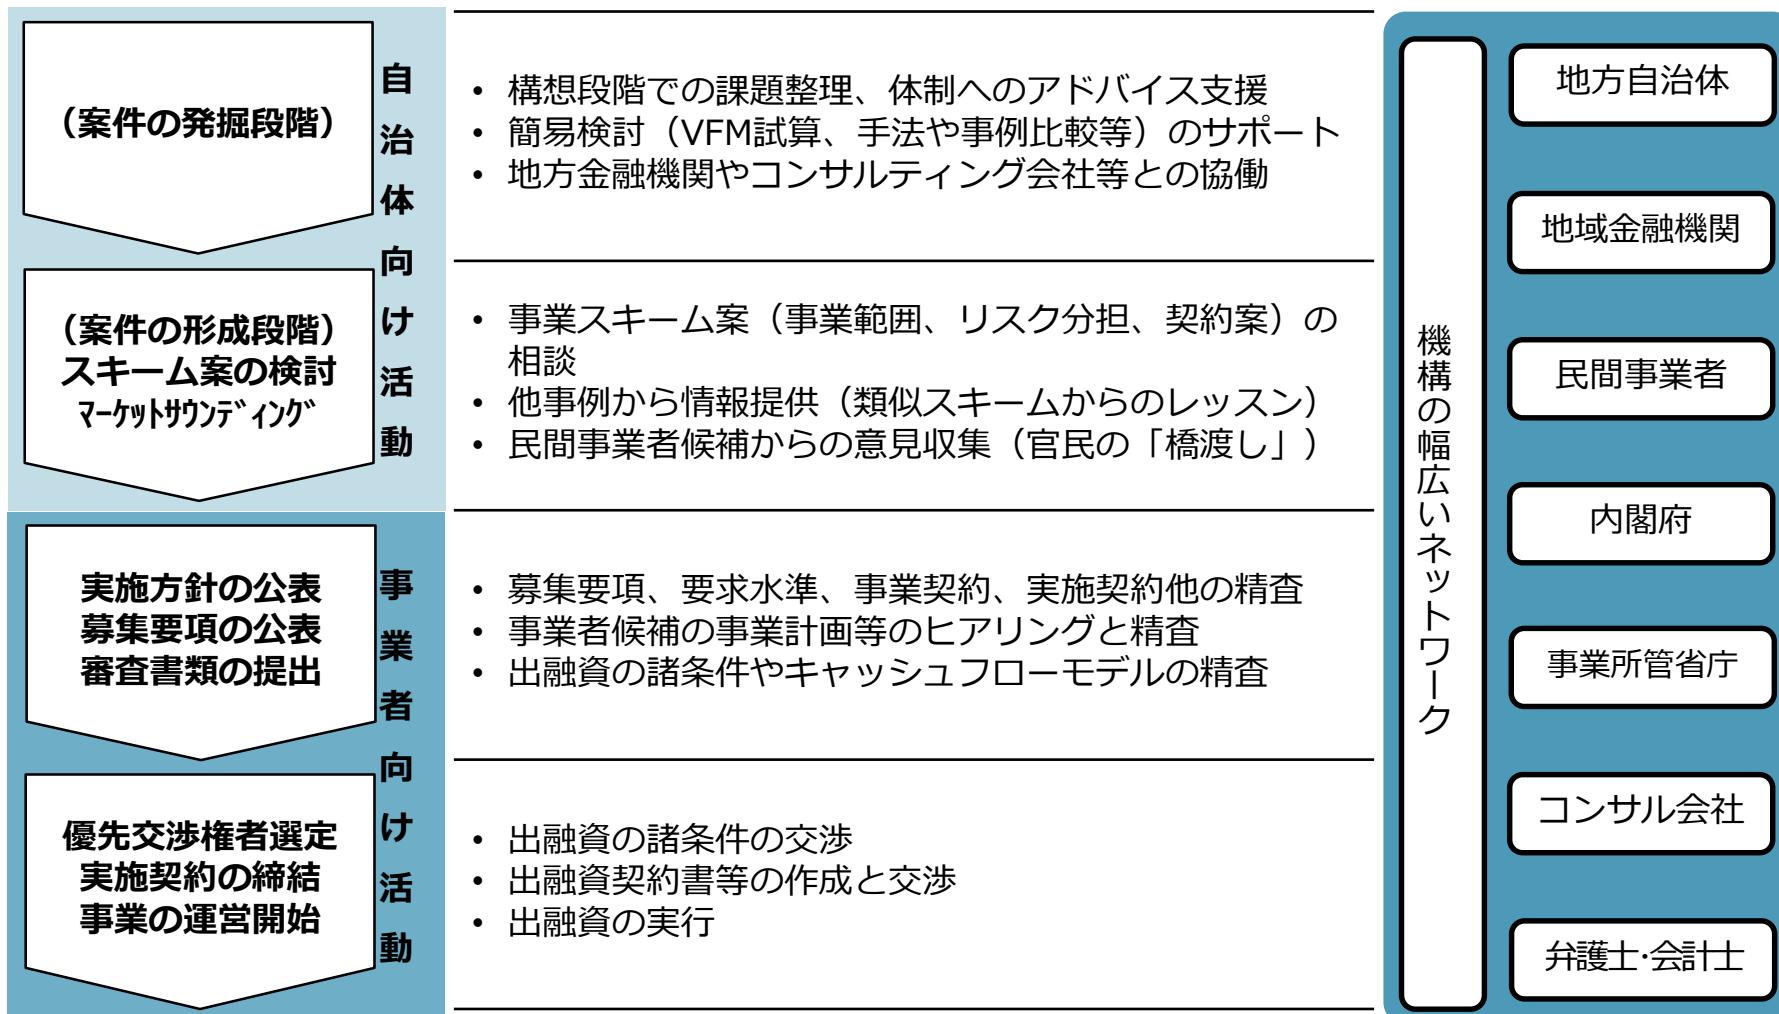 自治体向け活動
(案件の発掘段階)
• 構想段階での課題整理、体制へのアドバイス支援
• 簡易検討（VFM試算、手法や事例比較等）のサポート
• 地方金融機関やコンサルティング会社等との協働
(案件の形成段階)
スキーム案の検討
ﾏｰｹｯﾄｻｳﾝﾃﾞｨﾝｸﾞ
• 事業スキーム案（事業範囲、リスク分担、契約案）の
相談
• 他事例から情報提供（類似スキームからのレッスン）
• 民間事業者候補からの意見収集（官民の「橋渡し」）
事業者向け活動
実施方針の公表
募集要項の公表
審査書類の提出
• 募集要項、要求水準、事業契約、実施契約他の精査
• 事業者候補の事業計画等のヒアリングと精査
• 出融資の諸条件やキャッシュフローモデルの精査
優先交渉権者選定
実施契約の締結
事業の運営開始
• 出融資の諸条件の交渉
• 出融資契約書等の作成と交渉
• 出融資の実行
機構の幅広いネットワーク
地方自治体
地域金融機関
民間事業者
内閣府
事業所管省庁
コンサル会社
弁護士･会計士